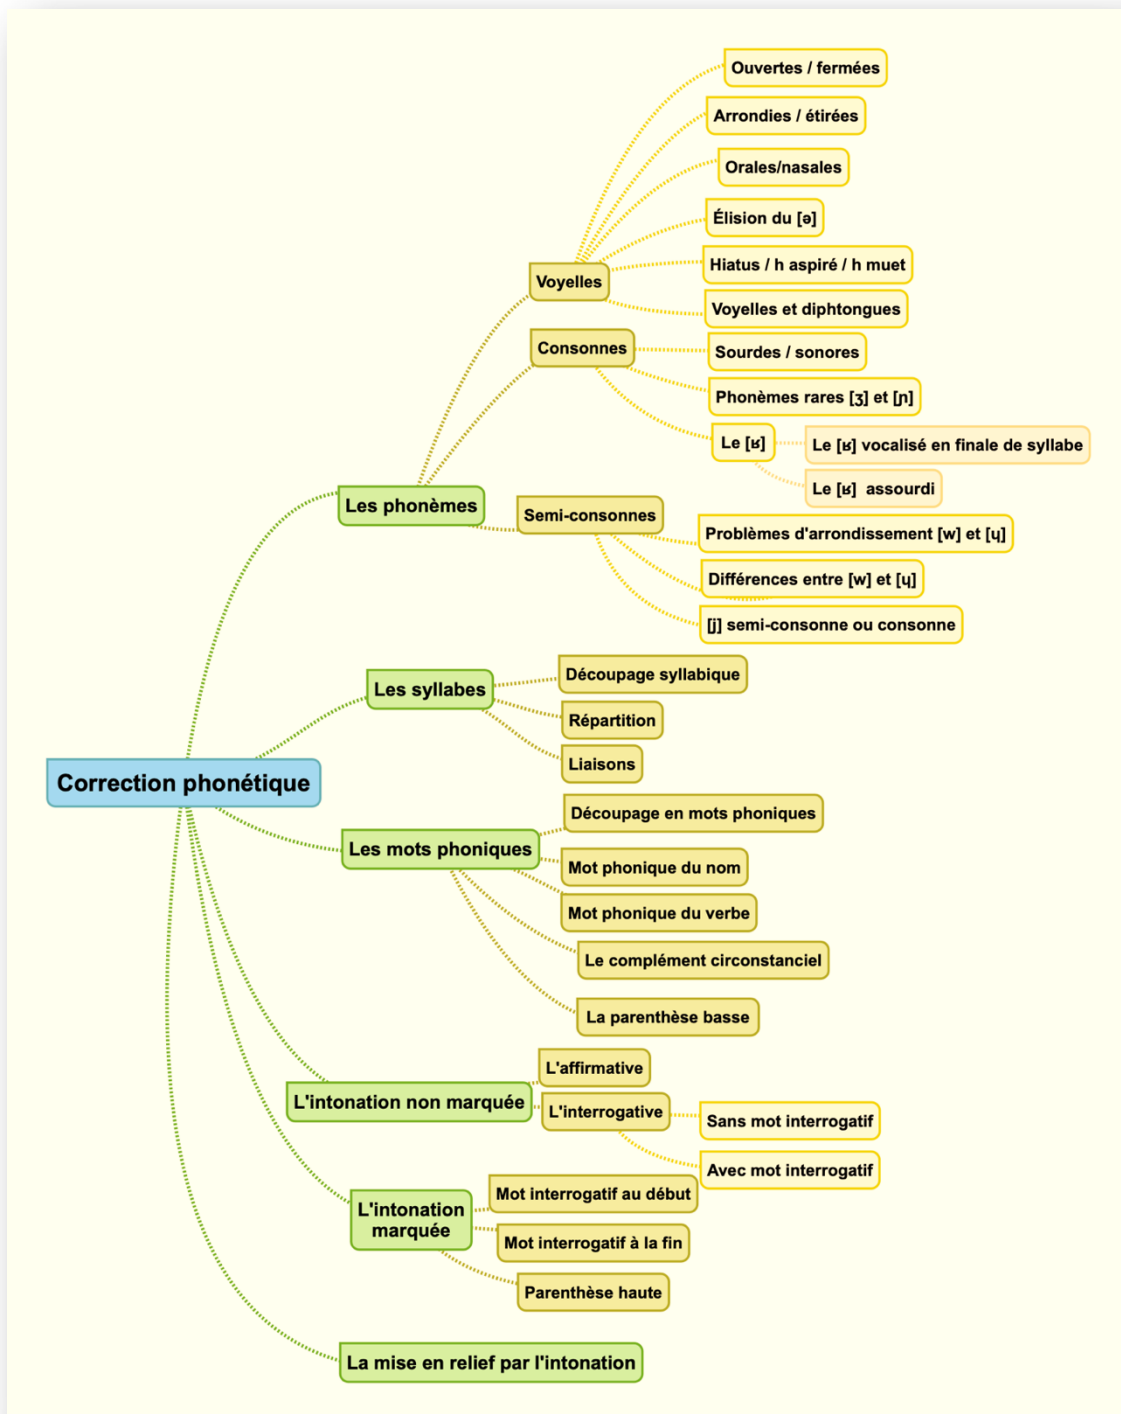 Ouvertes / fermées
Arrondies / étirées
Orales/nasales
Élision du [ə]
Hiatus / h aspiré / h muet
Voyelles
Voyelles et diphtongues
Consonnes
Sourdes / sonores
Phonèmes rares [ʒ] et [ɲ]
Le [ʁ]
Le [ʁ] vocalisé en finale de syllabe
Le [ʁ] assourdi
Les phonèmes
Semi-consonnes
Problèmes d'arrondissement [w] et [ɥ]
Différences entre [w] et [ɥ]
[j] semi-consonne ou consonne
Les syllabes
Découpage syllabique
Répartition
Liaisons
Correction phonétique
Les mots phoniques
Découpage en mots phoniques
Mot phonique du nom
Mot phonique du verbe
Le complément circonstanciel
La parenthèse basse
L'intonation non marquée
L'affirmative
L'interrogative
Sans mot interrogatif
Avec mot interrogatif
L'intonation
marquée
Mot interrogatif au début
Mot interrogatif à la fin
Parenthèse haute
La mise en relief par l'intonation